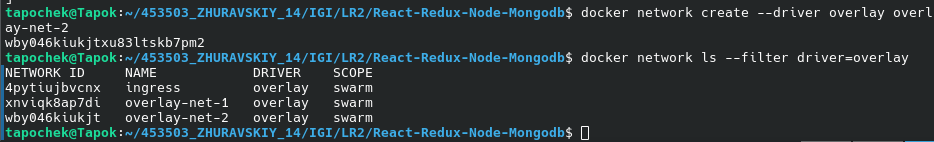 tapochek@Tapok:~/453503_ZHURAVSKIY_14/IGI/LR2/React-Redux-Node-Mongodb$ docker network create --driver overlay overl
ay-net-2
wby046kiukjtxu83ltskb7pm2
tapochek@Tapok:~/453503_ZHURAVSKIY_14/IGI/LR2/React-Redux-Node-Mongodb$ docker network ls --filter driver=overlay
NETWORK ID     NAME            DRIVER    SCOPE
4pytiujbvcnx   ingress         overlay   swarm
xnviqk8ap7di   overlay-net-1   overlay   swarm
wby046kiukjt   overlay-net-2   overlay   swarm
tapochek@Tapok:~/453503_ZHURAVSKIY_14/IGI/LR2/React-Redux-Node-Mongodb$